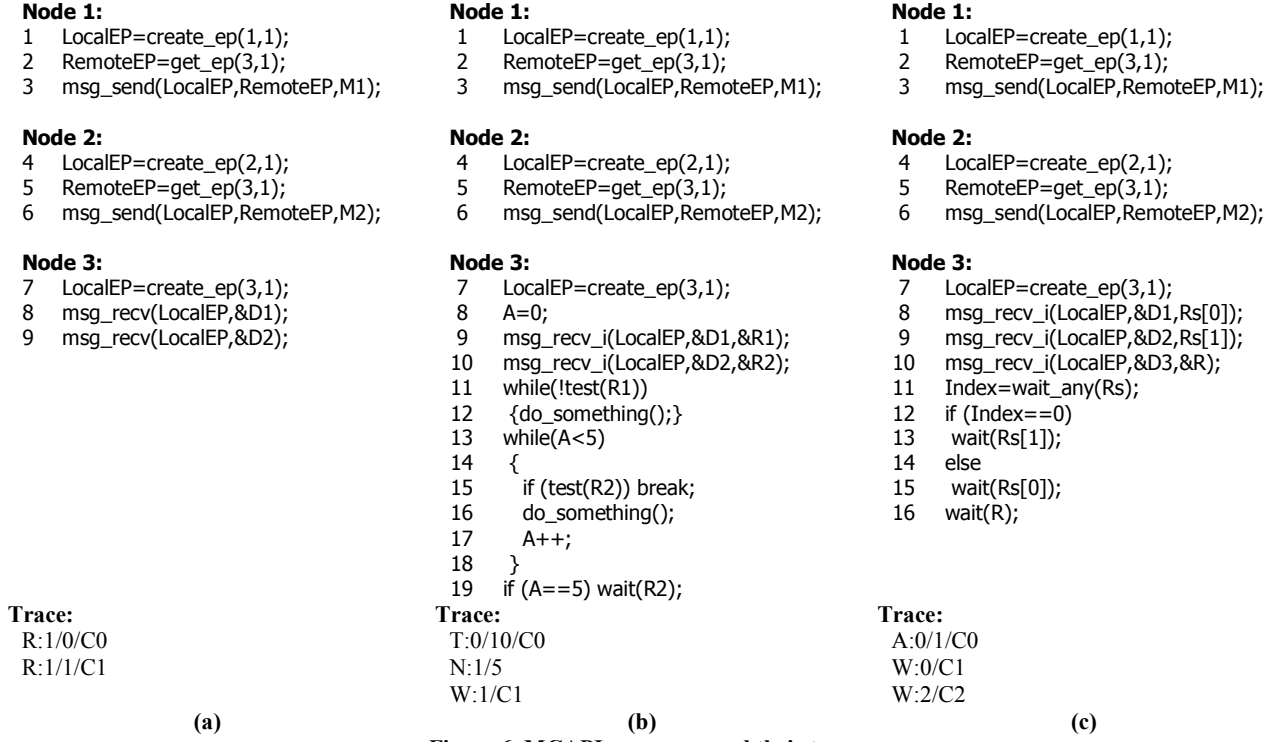 Node 1:
1 LocalEP=create_ep(1,1);
2 RemoteEP=get_ep(3,1);
3 msg_send(LocalEP,RemoteEP,M1);
Node 2:
4 LocalEP=create_ep(2,1);
5 RemoteEP=get_ep(3,1);
6 msg_send(LocalEP,RemoteEP,M2);
Node 3:
7 LocalEP=create_ep(3,1);
8 msg_recv(LocalEP,&D1);
9 msg_recv(LocalEP,&D2);
Trace:
R:1/0/C0
R:1/1/C1
(a)
Node 1:
1 LocalEP=create_ep(1,1);
2 RemoteEP=get_ep(3,1);
3 msg_send(LocalEP,RemoteEP,M1);
Node 2:
4 LocalEP=create_ep(2,1);
5 RemoteEP=get_ep(3,1);
6 msg_send(LocalEP,RemoteEP,M2);
Node 3:
7 LocalEP=create_ep(3,1);
8 A=0;
9 msg_recv_i(LocalEP,&D1,&R1);
10 msg_recv_i(LocalEP,&D2,&R2);
11 while(!test(R1))
12 {do_something();}
13 while(A<5)
14 {
15 if (test(R2)) break;
16 do_something();
17 A++;
18 }
19 if (A==5) wait(R2);
Trace:
T:0/10/C0
N:1/5
W:1/C1
(b)
Node 1:
1 LocalEP=create_ep(1,1);
2 RemoteEP=get_ep(3,1);
3 msg_send(LocalEP,RemoteEP,M1);
Node 2:
4 LocalEP=create_ep(2,1);
5 RemoteEP=get_ep(3,1);
6 msg_send(LocalEP,RemoteEP,M2);
Node 3:
7 LocalEP=create_ep(3,1);
8 msg_recv_i(LocalEP,&D1,Rs[0]);
9 msg_recv_i(LocalEP,&D2,Rs[1]);
10 msg_recv_i(LocalEP,&D3,&R);
11 Index=wait_any(Rs);
12 if (Index==0)
13 wait(Rs[1]);
14 else
15 wait(Rs[0]);
16 wait(R);
Trace:
A:0/1/C0
W:0/C1
W:2/C2
(c)